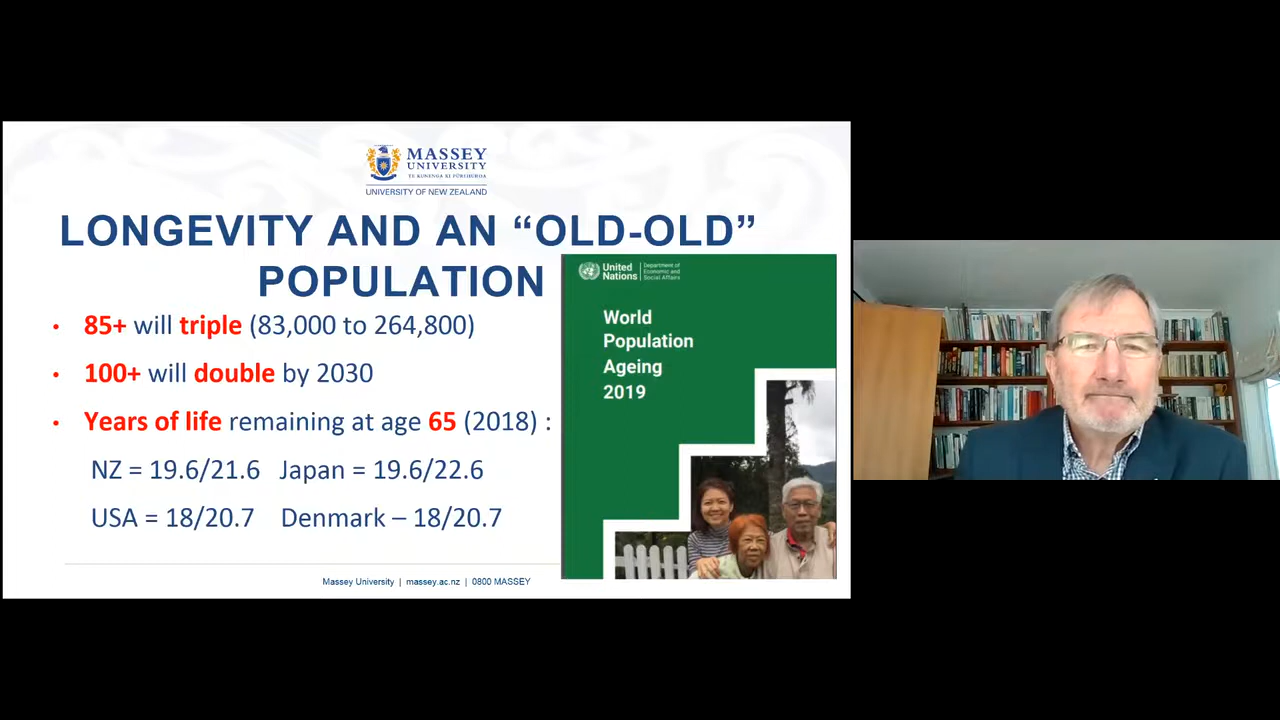 MASSEY
UNIVERSITY
TE KUNENGA KI PŪREHUROA
UNIVERSITY OF NEW ZEALAND
LONGEVITY AND AN “OLD-OLD”
POPULATION
• 85+ will triple (83,000 to 264,800)
• 100+ will double by 2030
• Years of life remaining at age 65 (2018) :
NZ = 19.6/21.6 Japan = 19.6/22.6
USA = 18/20.7 Denmark – 18/20.7
United
Nations
Department of
Economic and
Social Affairs
World
Population
Ageing
2019
Massey University | massey.ac.nz | 0800 MASSEY